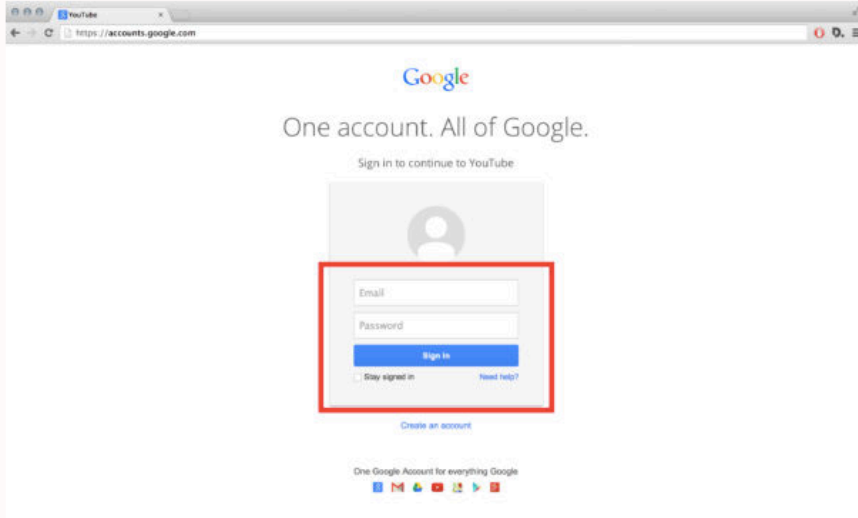 YouTube
https://accounts.google.com
Google
One account. All of Google.
Sign in to continue to YouTube
Email
Password
Sign in
Stay signed in Need help?
Create an account
One Google Account for everything Google